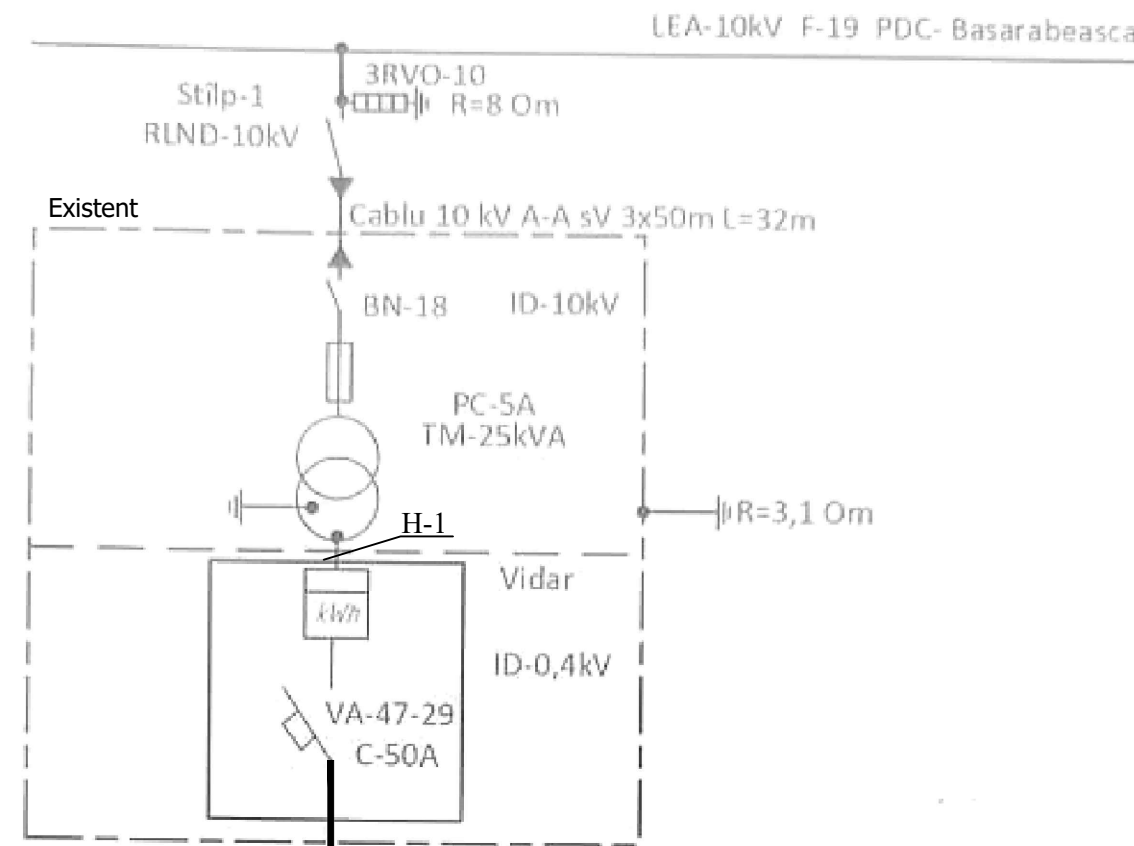 LEA-10kV F-19 PDC- Basarabeasca
3RVO-10
R=8 Om
Stîlp-1
RLND-10kV
Existent
Cablu 10 kV A-A sV 3x50m L=32m
BN-18
ID-10kV
PC-5A
TM-25kVA
R=3,1 Om
H-1
Vidar
kWh
ID-0,4kV
VA-47-29
C-50A